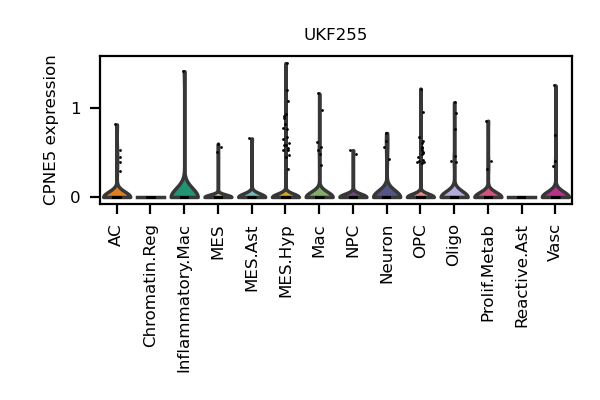 UKF255
CPNE5 expression
1
0
AC
Chromatin.Reg
Inflammatory.Mac
MES
MES.Ast
MES.Hyp
Mac
NPC
Neuron
OPC
Oligo
Prolif.Metab
Reactive.Ast
Vasc